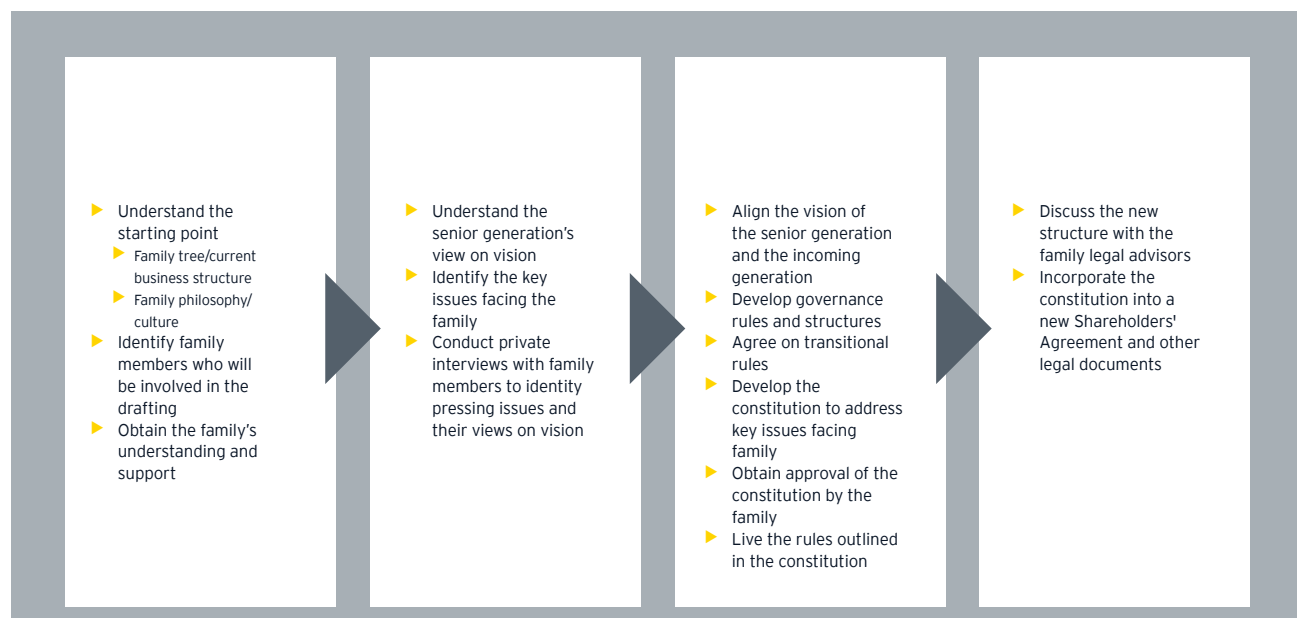 Understand the
starting point
Family tree/current
business structure
Family philosophy/
culture
Identify family
members who will
be involved in the
drafting
Obtain the family’s
understanding and
support
Understand the
senior generation’s
view on vision
Identify the key
issues facing the
family
Conduct private
interviews with family
members to identity
pressing issues and
their views on vision
Align the vision of
the senior generation
and the incoming
generation
Develop governance
rules and structures
Agree on transitional
rules
Develop the
constitution to address
key issues facing
family
Obtain approval of the
constitution by the
family
Live the rules outlined
in the constitution
Discuss the new
structure with the
family legal advisors
Incorporate the
constitution into a
new Shareholders'
Agreement and other
legal documents